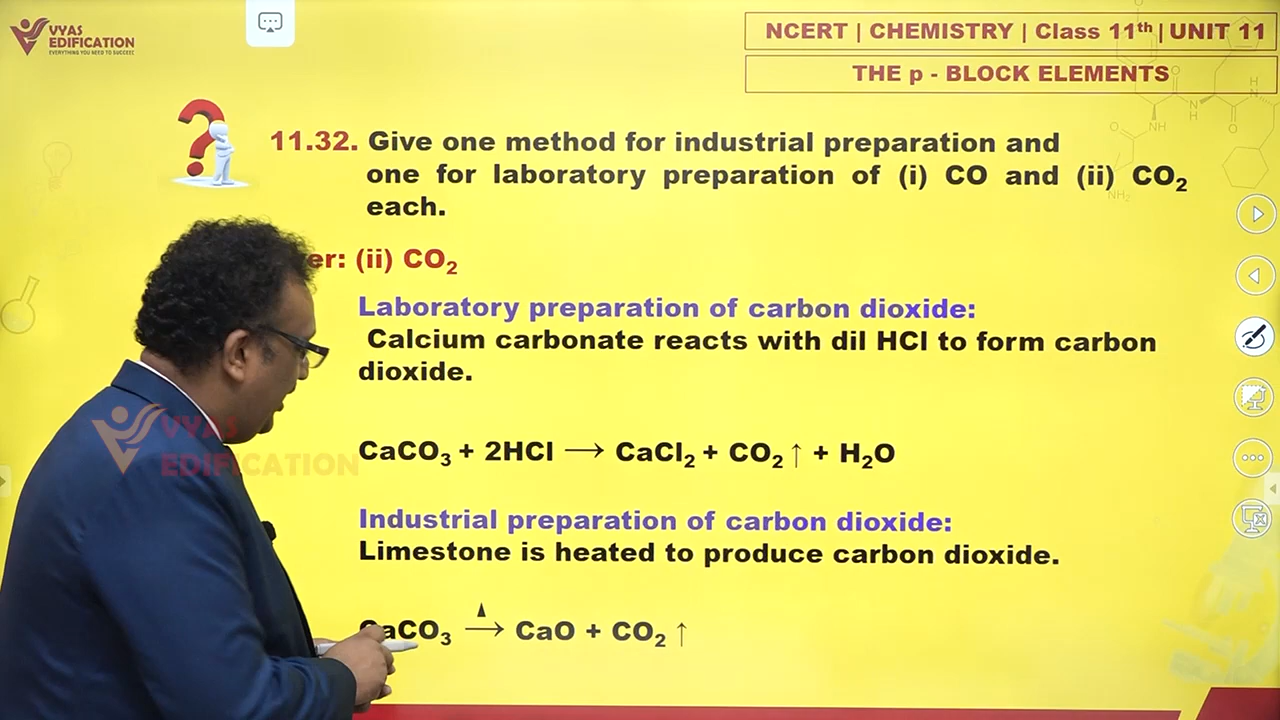 VYAS
EDIFICATION
EVERYTHING YOU NEED TO SUCCEED
NCERT | CHEMISTRY | Class 11th | UNIT 11
THE p - BLOCK ELEMENTS
11.32. Give one method for industrial preparation and
one for laboratory preparation of (i) CO and (ii) CO₂
each.
er: (ii) CO₂
Laboratory preparation of carbon dioxide:
Calcium carbonate reacts with dil HCl to form carbon
dioxide.
VYAS
EDIFICATION
CaCO₃ + 2HCl ⟶ CaCl₂ + CO₂ ↑ + H₂O
Industrial preparation of carbon dioxide:
Limestone is heated to produce carbon dioxide.
▲
CaCO₃ ⟶ CaO + CO₂ ↑